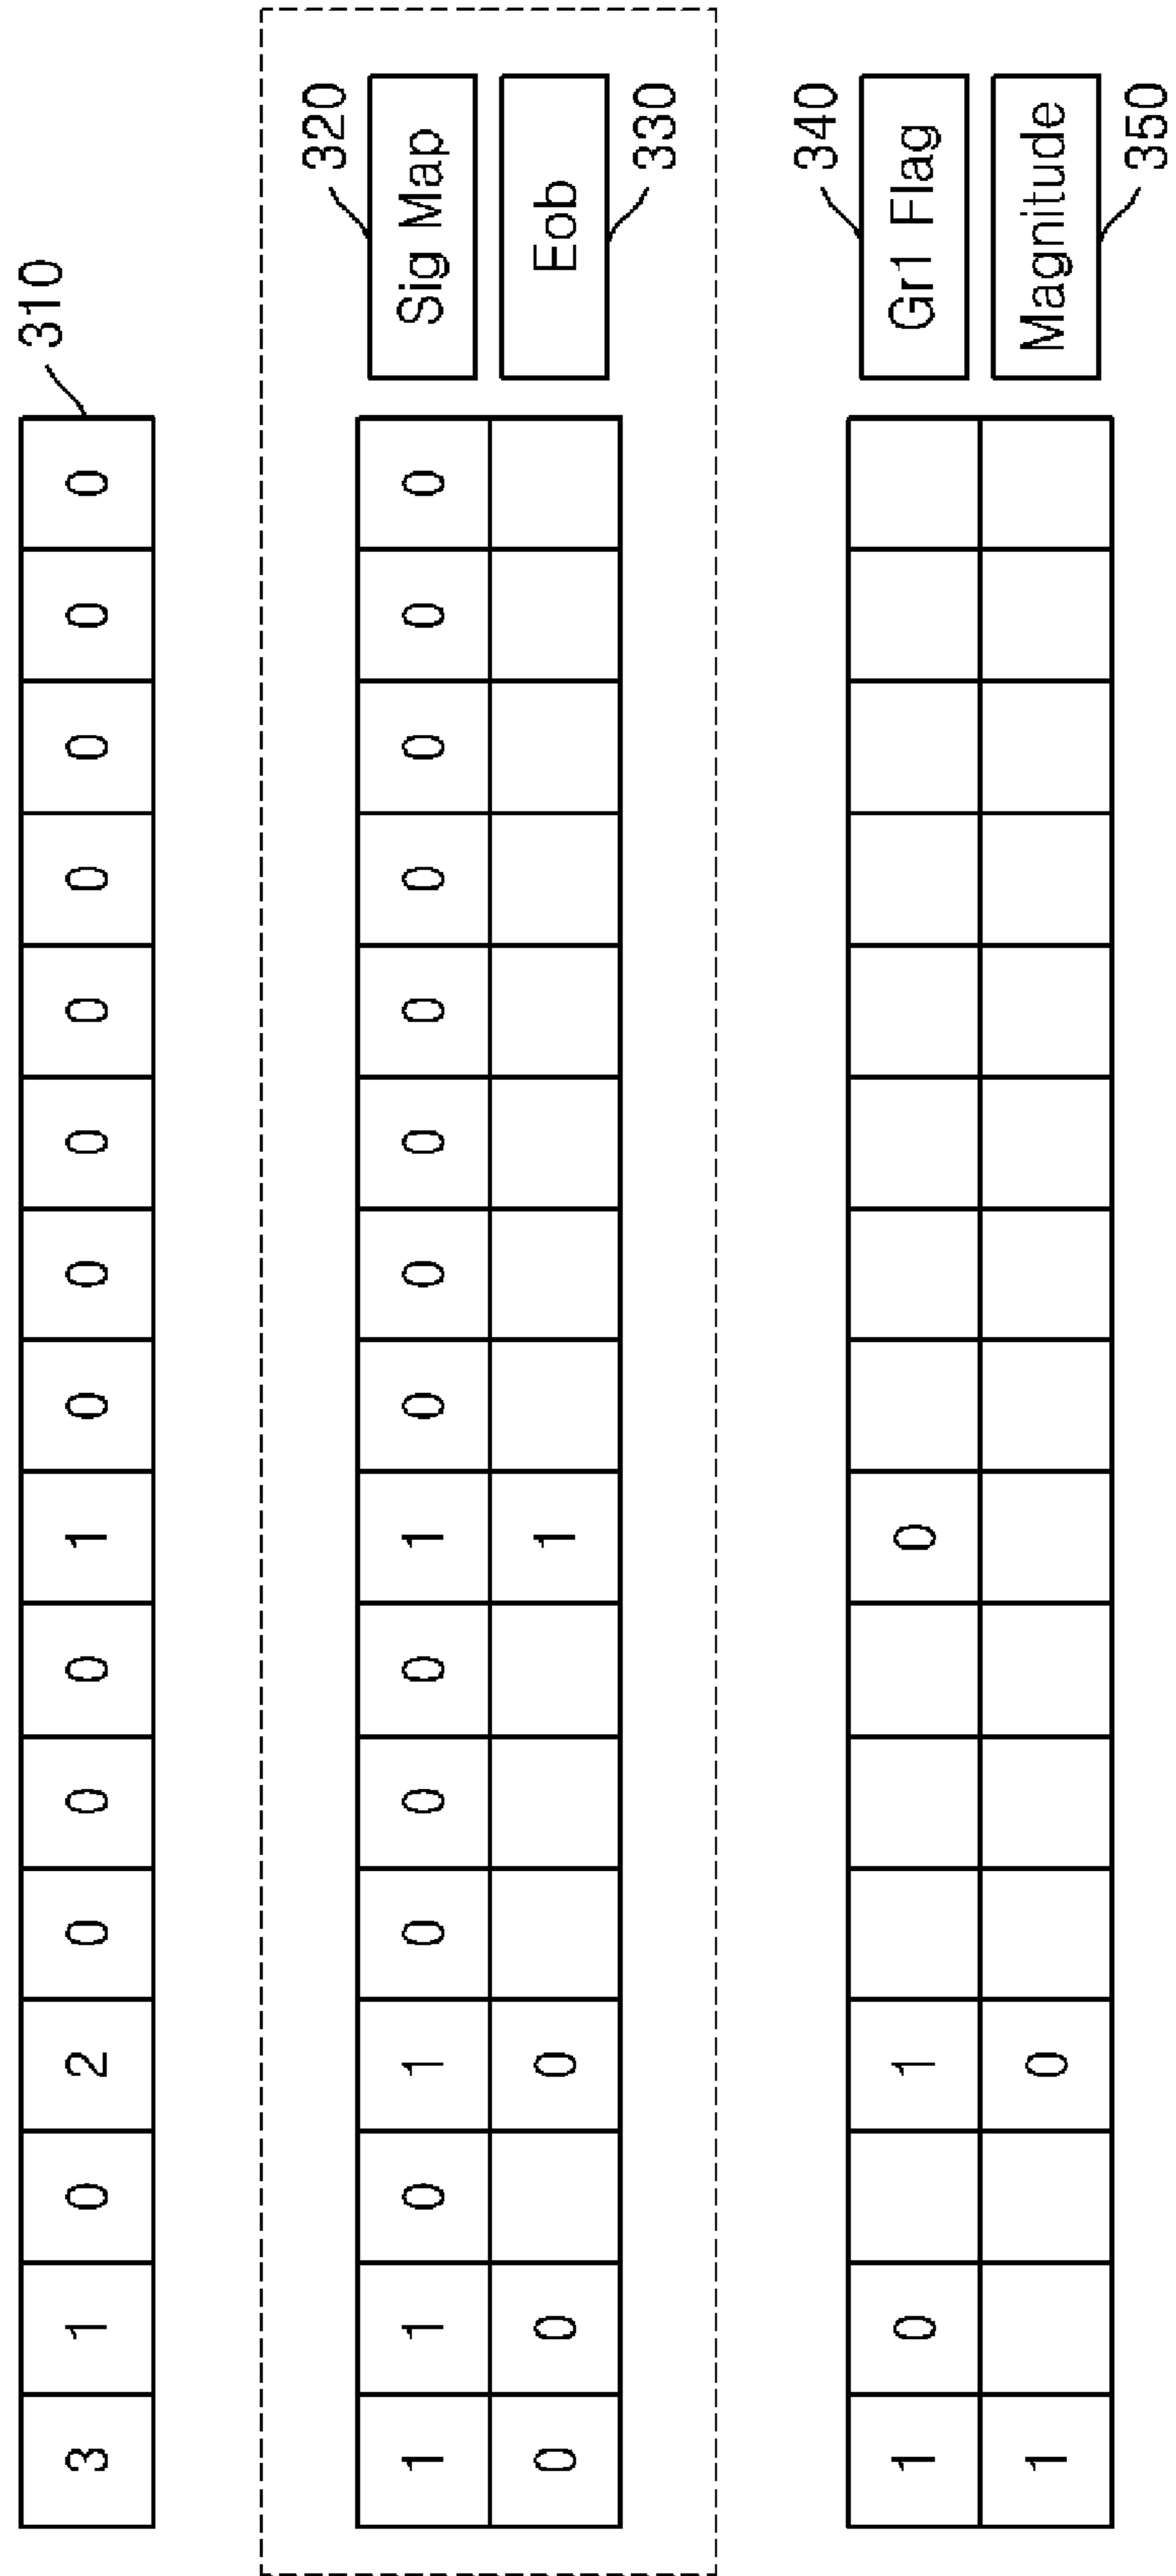 310
3 1 0 2 0 0 0 1 0 0 0 0 0 0 0 0
320
1 1 0 1 0 0 0 1 0 0 0 0 0 0 0 0 Sig Map
0 0 0 1 Eob
330
340
1 0 1 0 Gr1 Flag
1 0 Magnitude
350